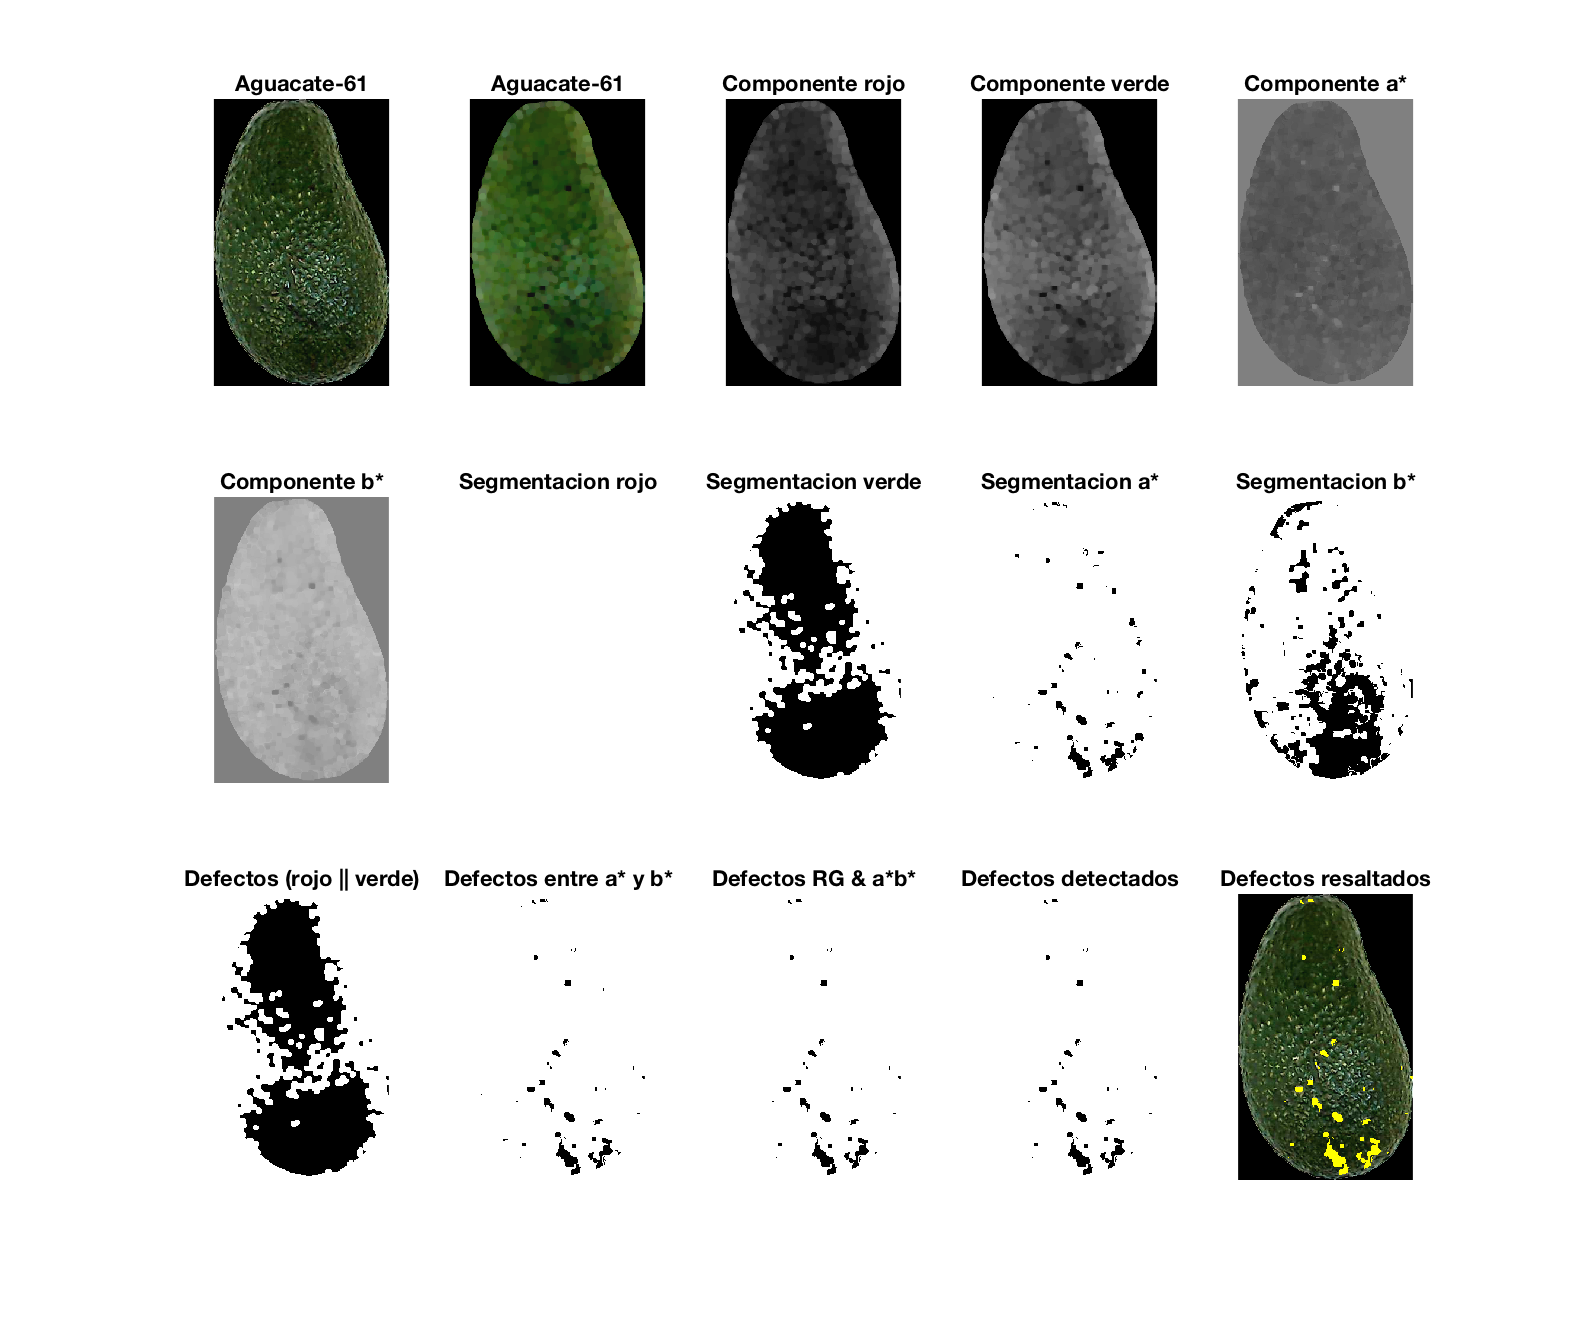 Aguacate-61
Aguacate-61
Componente rojo
Componente verde
Componente a*
Componente b*
Segmentacion rojo
Segmentacion verde
Segmentacion a*
Segmentacion b*
Defectos (rojo || verde)
Defectos entre a* y b*
Defectos RG & a*b*
Defectos detectados
Defectos resaltados